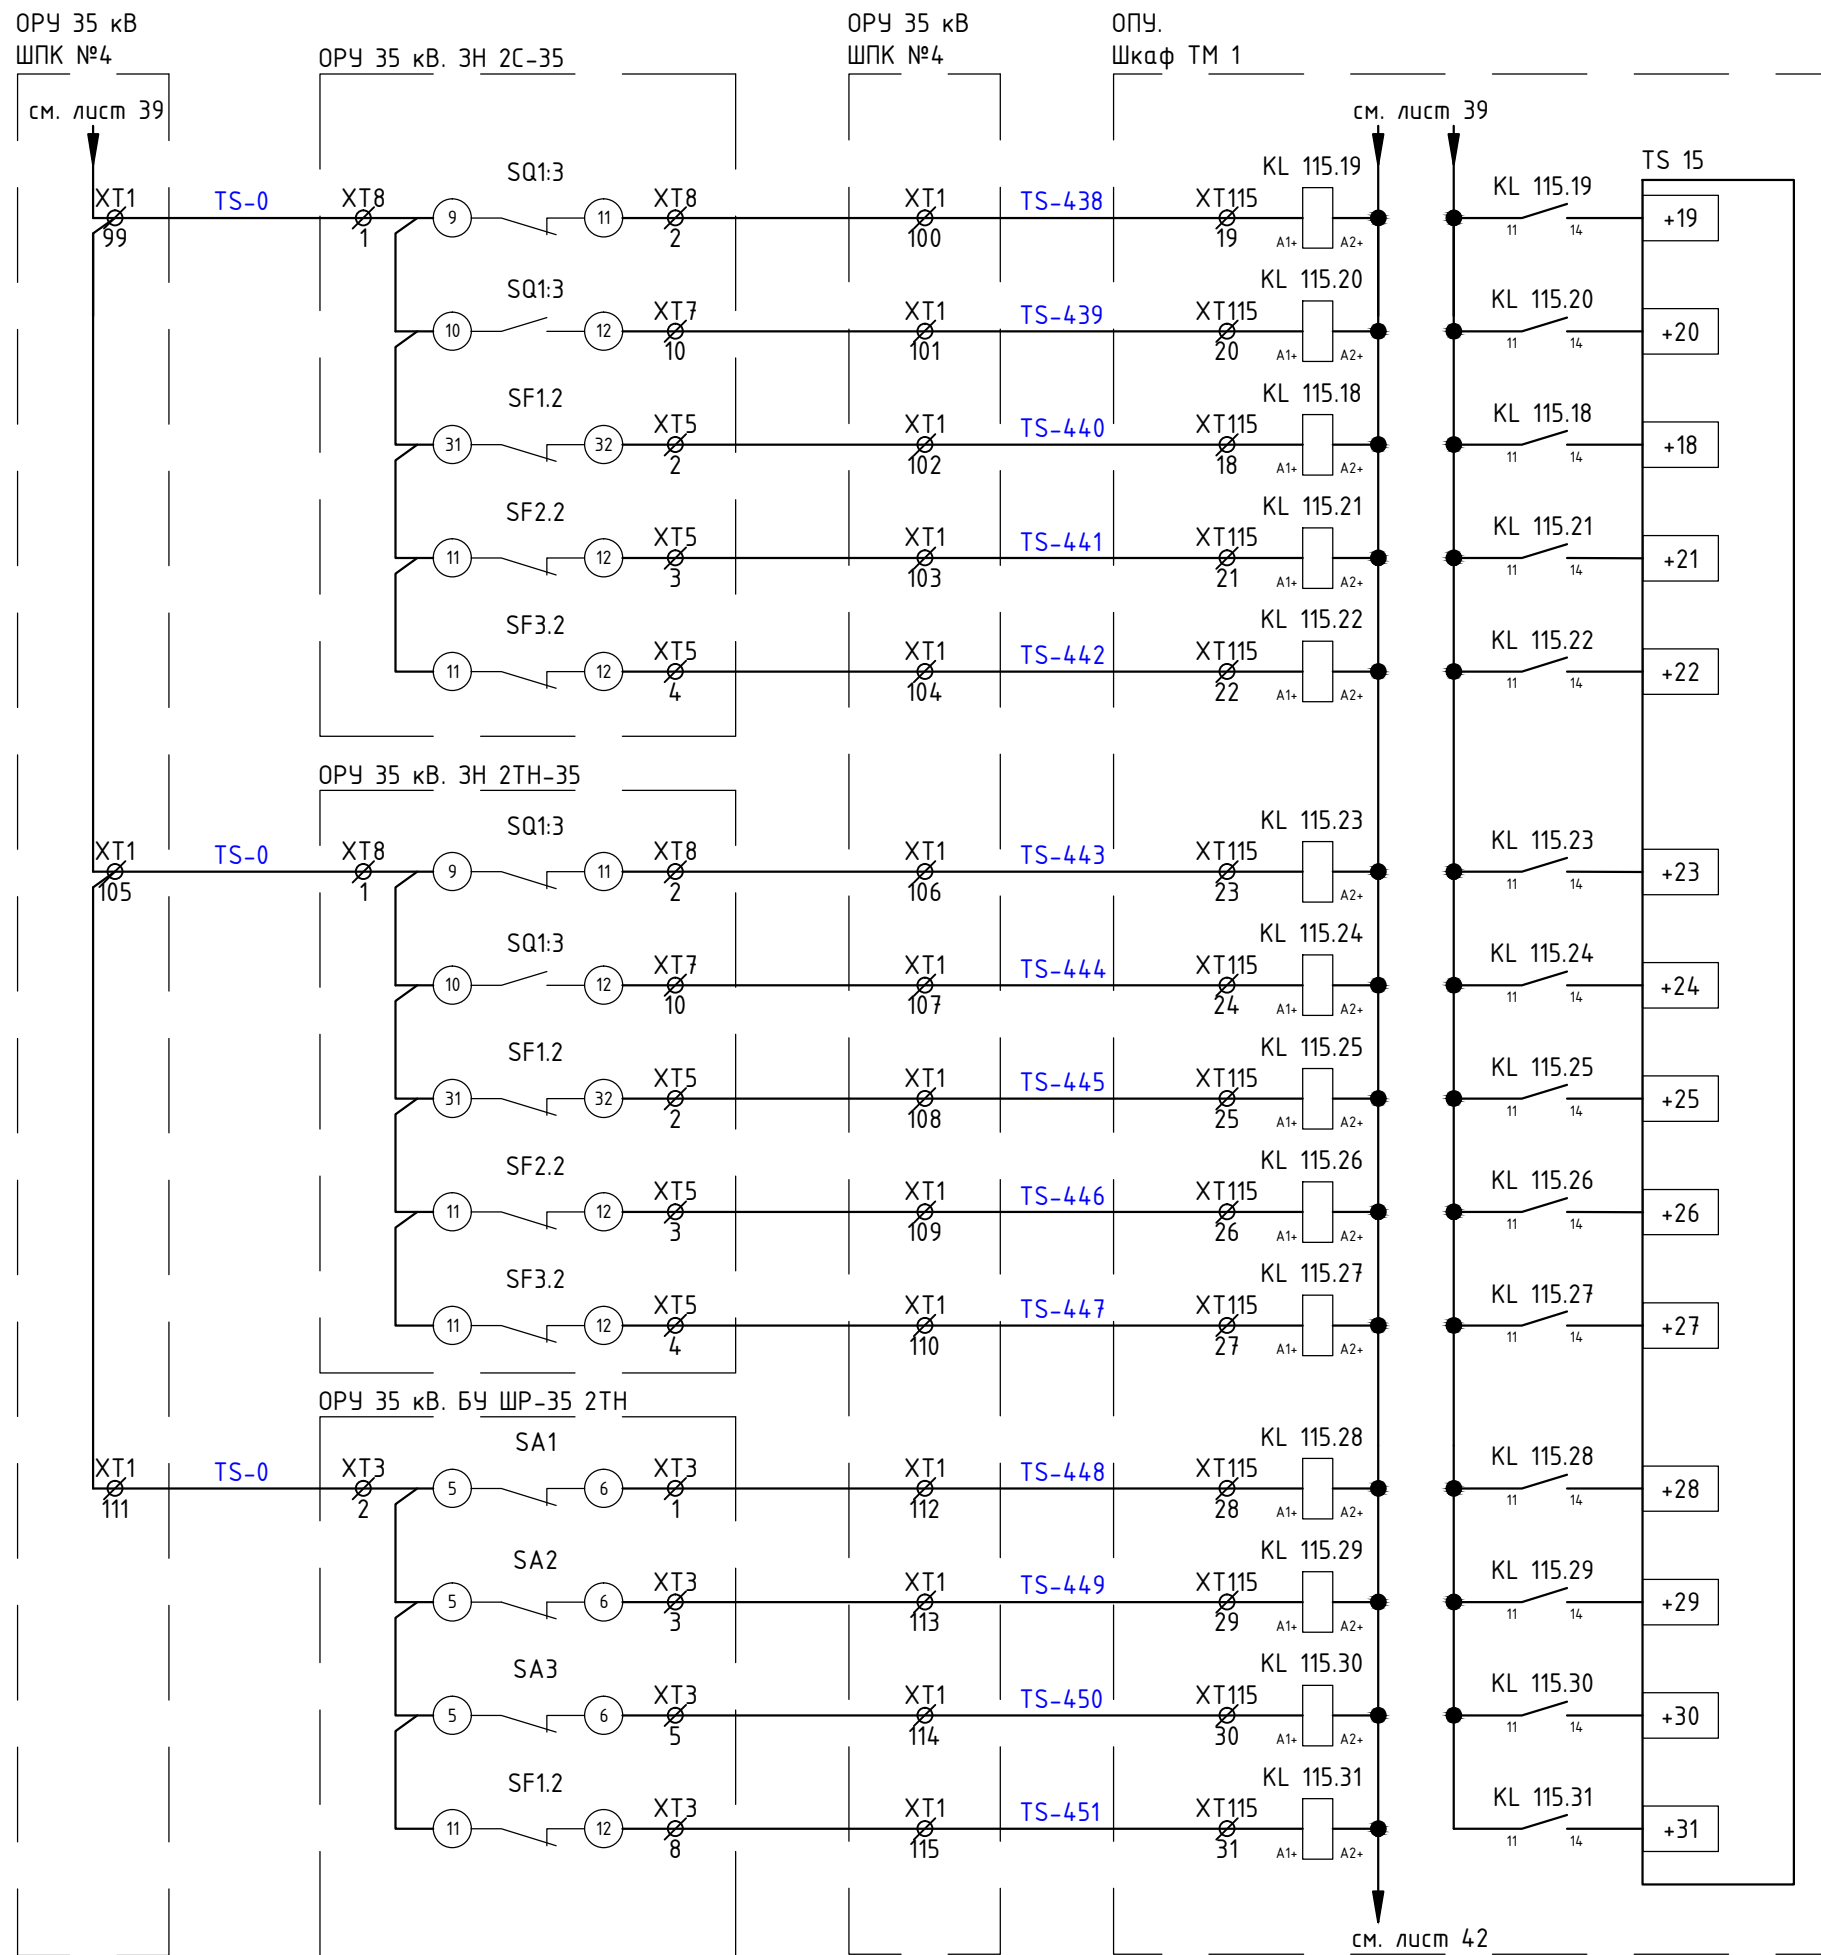 ОРУ 35 кВ
ШПК №4
ОРУ 35 кВ. ЗН 2С-35
ОРУ 35 кВ
ШПК №4
ОПУ.
Шкаф ТМ 1
см. лист 39
см. лист 39
TS 15
XT1 99 TS-0 XT8 1 9 SQ1:3 11 XT8 2 XT1 100 TS-438 XT115 19 KL 115.19 A1+ A2+ KL 115.19 11 14 +19
10 SQ1:3 12 XT7 10 XT1 101 TS-439 XT115 20 KL 115.20 A1+ A2+ KL 115.20 11 14 +20
31 SF1.2 32 XT5 2 XT1 102 TS-440 XT115 18 KL 115.18 A1+ A2+ KL 115.18 11 14 +18
11 SF2.2 12 XT5 3 XT1 103 TS-441 XT115 21 KL 115.21 A1+ A2+ KL 115.21 11 14 +21
11 SF3.2 12 XT5 4 XT1 104 TS-442 XT115 22 KL 115.22 A1+ A2+ KL 115.22 11 14 +22
ОРУ 35 кВ. ЗН 2ТН-35
XT1 105 TS-0 XT8 1 9 SQ1:3 11 XT8 2 XT1 106 TS-443 XT115 23 KL 115.23 A2+ KL 115.23 11 14 +23
10 SQ1:3 12 XT7 10 XT1 107 TS-444 XT115 24 KL 115.24 A1+ A2+ KL 115.24 11 14 +24
31 SF1.2 32 XT5 2 XT1 108 TS-445 XT115 25 KL 115.25 A1+ A2+ KL 115.25 11 14 +25
11 SF2.2 12 XT5 3 XT1 109 TS-446 XT115 26 KL 115.26 A1+ A2+ KL 115.26 11 14 +26
11 SF3.2 12 XT5 4 XT1 110 TS-447 XT115 27 KL 115.27 A1+ A2+ KL 115.27 11 14 +27
ОРУ 35 кВ. БУ ШР-35 2ТН
XT1 111 TS-0 XT3 2 5 SA1 6 XT3 1 XT1 112 TS-448 XT115 28 KL 115.28 A1+ A2+ KL 115.28 11 14 +28
5 SA2 6 XT3 3 XT1 113 TS-449 XT115 29 KL 115.29 A1+ A2+ KL 115.29 11 14 +29
5 SA3 6 XT3 5 XT1 114 TS-450 XT115 30 KL 115.30 A1+ A2+ KL 115.30 11 14 +30
11 SF1.2 12 XT3 8 XT1 115 TS-451 XT115 31 KL 115.31 A1+ A2+ KL 115.31 11 14 +31
см. лист 42